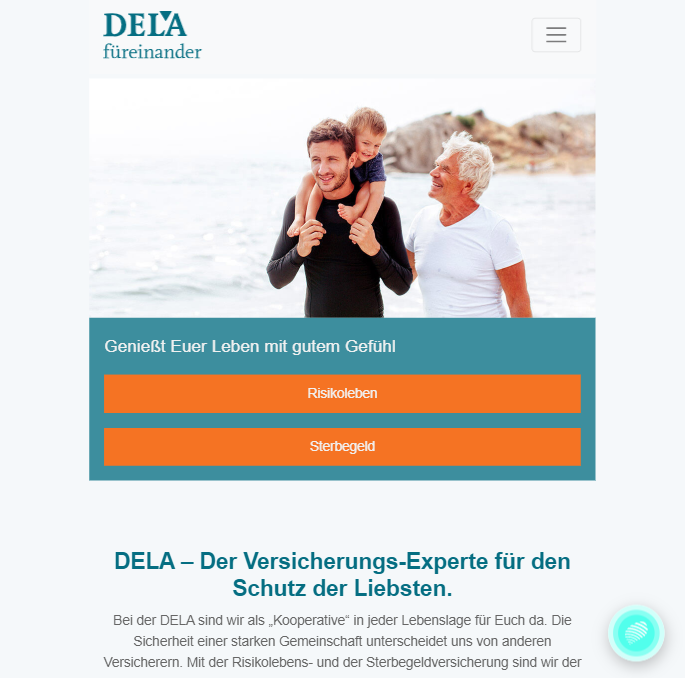 DELA
füreinander
Genießt Euer Leben mit gutem Gefühl
Risikoleben
Sterbegeld
DELA – Der Versicherungs-Experte für den
Schutz der Liebsten.
Bei der DELA sind wir als „Kooperative“ in jeder Lebenslage für Euch da. Die
Sicherheit einer starken Gemeinschaft unterscheidet uns von anderen
Versicherern. Mit der Risikolebens- und der Sterbegeldversicherung sind wir der